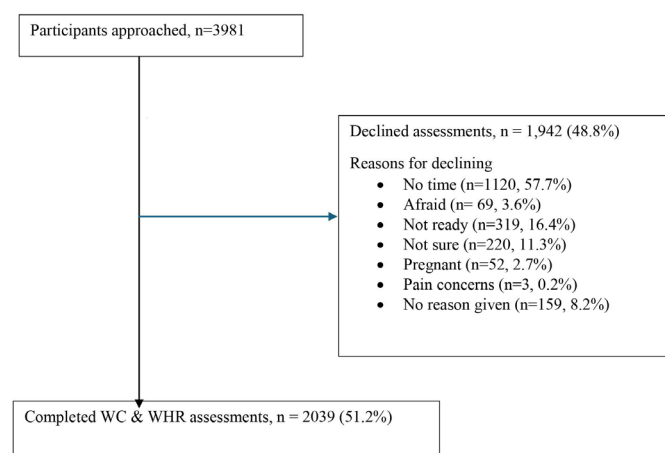 Participants approached, n=3981
Declined assessments, n = 1,942 (48.8%)
Reasons for declining
• No time (n=1120, 57.7%)
• Afraid (n= 69, 3.6%)
• Not ready (n=319, 16.4%)
• Not sure (n=220, 11.3%)
• Pregnant (n=52, 2.7%)
• Pain concerns (n=3, 0.2%)
• No reason given (n=159, 8.2%)
Completed WC & WHR assessments, n = 2039 (51.2%)